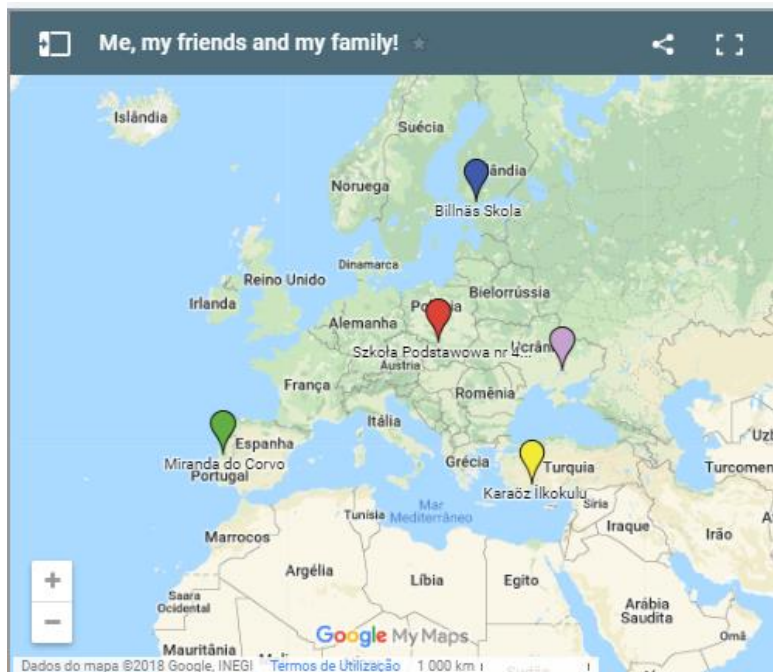 Me, my friends and my family!
Islândia
Suécia
Noruega
Billnäs Skola
Dinamarca
Reino Unido
Irlanda
Bielorrússia
Alemanha
Szkoła Podstawowa nr 4...
Áustria
França
Romênia
Itália
Espanha
Miranda do Corvo
Portugal
Grécia
Turquia
Karaöz İlkokulu
Turcomen
Tunísia
Mar
Mediterrâneo
Síria
Iraque
Irão
Marrocos
Argélia
Líbia
Egito
Saara
Ocidental
Arábia
Saudita
Omã
Mauritânia
Google My Maps
Dados do mapa ©2018 Google, INEGI Termos de Utilização 1 000 km